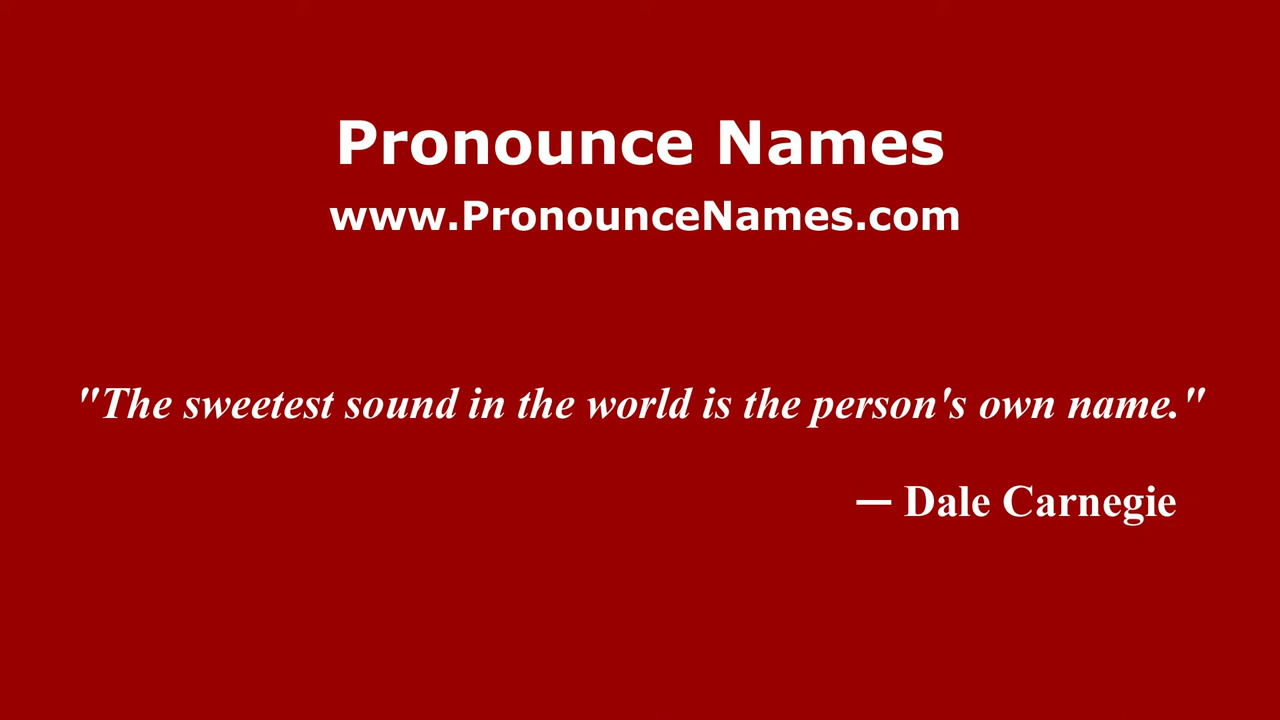 Pronounce Names
www.PronounceNames.com
"The sweetest sound in the world is the person's own name."
— Dale Carnegie